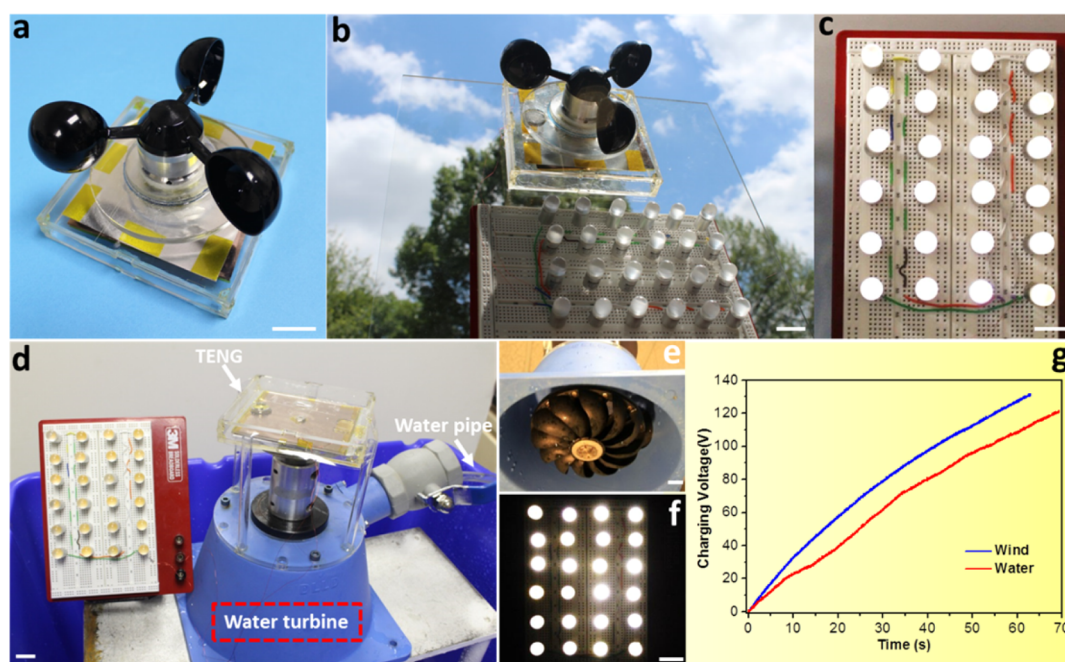 a
b
c
d
TENG
Water pipe
3M
Water turbine
e
f
g
140
120
100
80
60
40
20
0
Charging Voltage(V)
Wind
Water
0 10 20 30 40 50 60 70
Time (s)